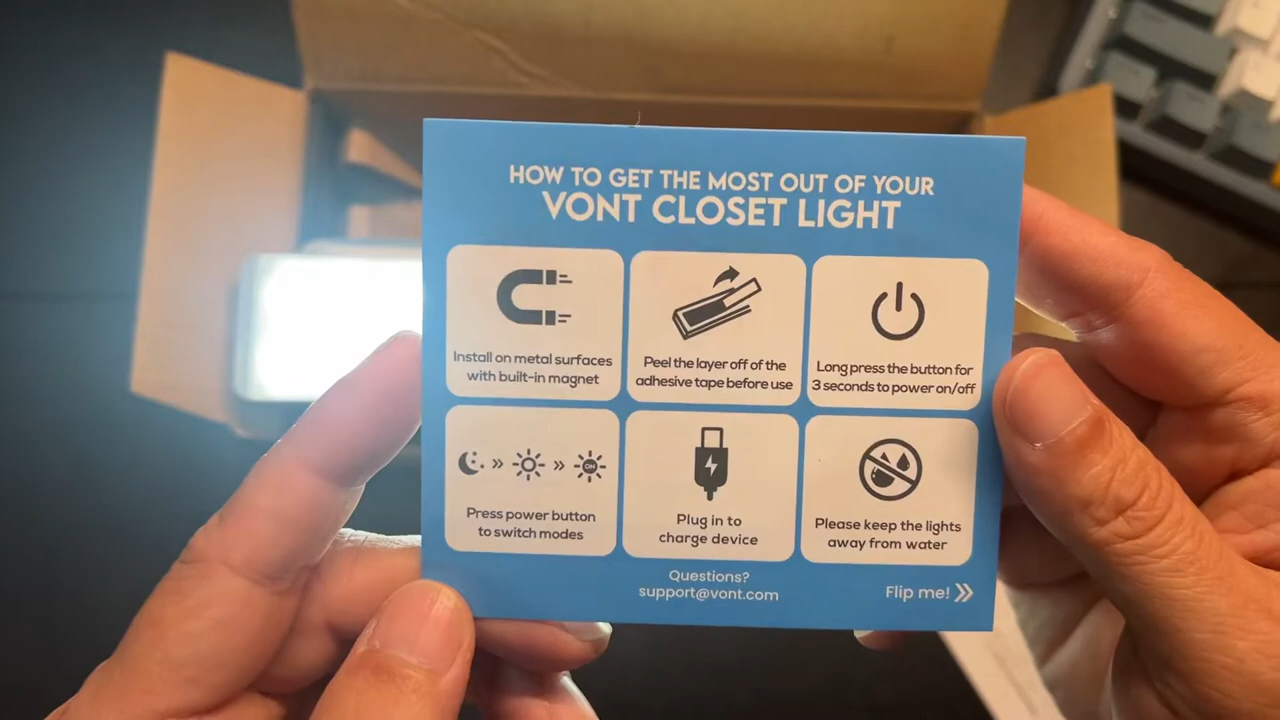 HOW TO GET THE MOST OUT OF YOUR
VONT CLOSET LIGHT
Install on metal surfaces
with built-in magnet
Peel the layer off of the
adhesive tape before use
Long press the button for
3 seconds to power on/off
ON
Press power button
to switch modes
Plug in to
charge device
Please keep the lights
away from water
Questions?
support@vont.com
Flip me!